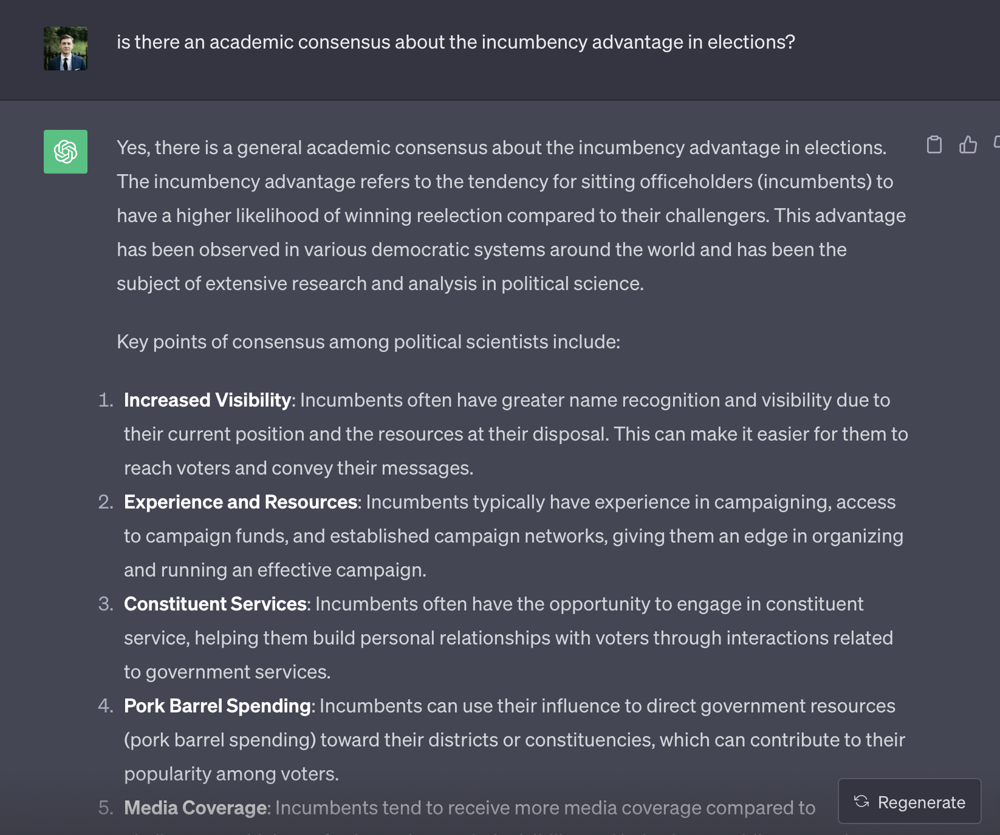 is there an academic consensus about the incumbency advantage in elections?
Yes, there is a general academic consensus about the incumbency advantage in elections.
The incumbency advantage refers to the tendency for sitting officeholders (incumbents) to
have a higher likelihood of winning reelection compared to their challengers. This advantage
has been observed in various democratic systems around the world and has been the
subject of extensive research and analysis in political science.
Key points of consensus among political scientists include:
1. Increased Visibility: Incumbents often have greater name recognition and visibility due to
their current position and the resources at their disposal. This can make it easier for them to
reach voters and convey their messages.
2. Experience and Resources: Incumbents typically have experience in campaigning, access
to campaign funds, and established campaign networks, giving them an edge in organizing
and running an effective campaign.
3. Constituent Services: Incumbents often have the opportunity to engage in constituent
service, helping them build personal relationships with voters through interactions related
to government services.
4. Pork Barrel Spending: Incumbents can use their influence to direct government resources
(pork barrel spending) toward their districts or constituencies, which can contribute to their
popularity among voters.
5. Media Coverage: Incumbents tend to receive more media coverage compared to
Regenerate